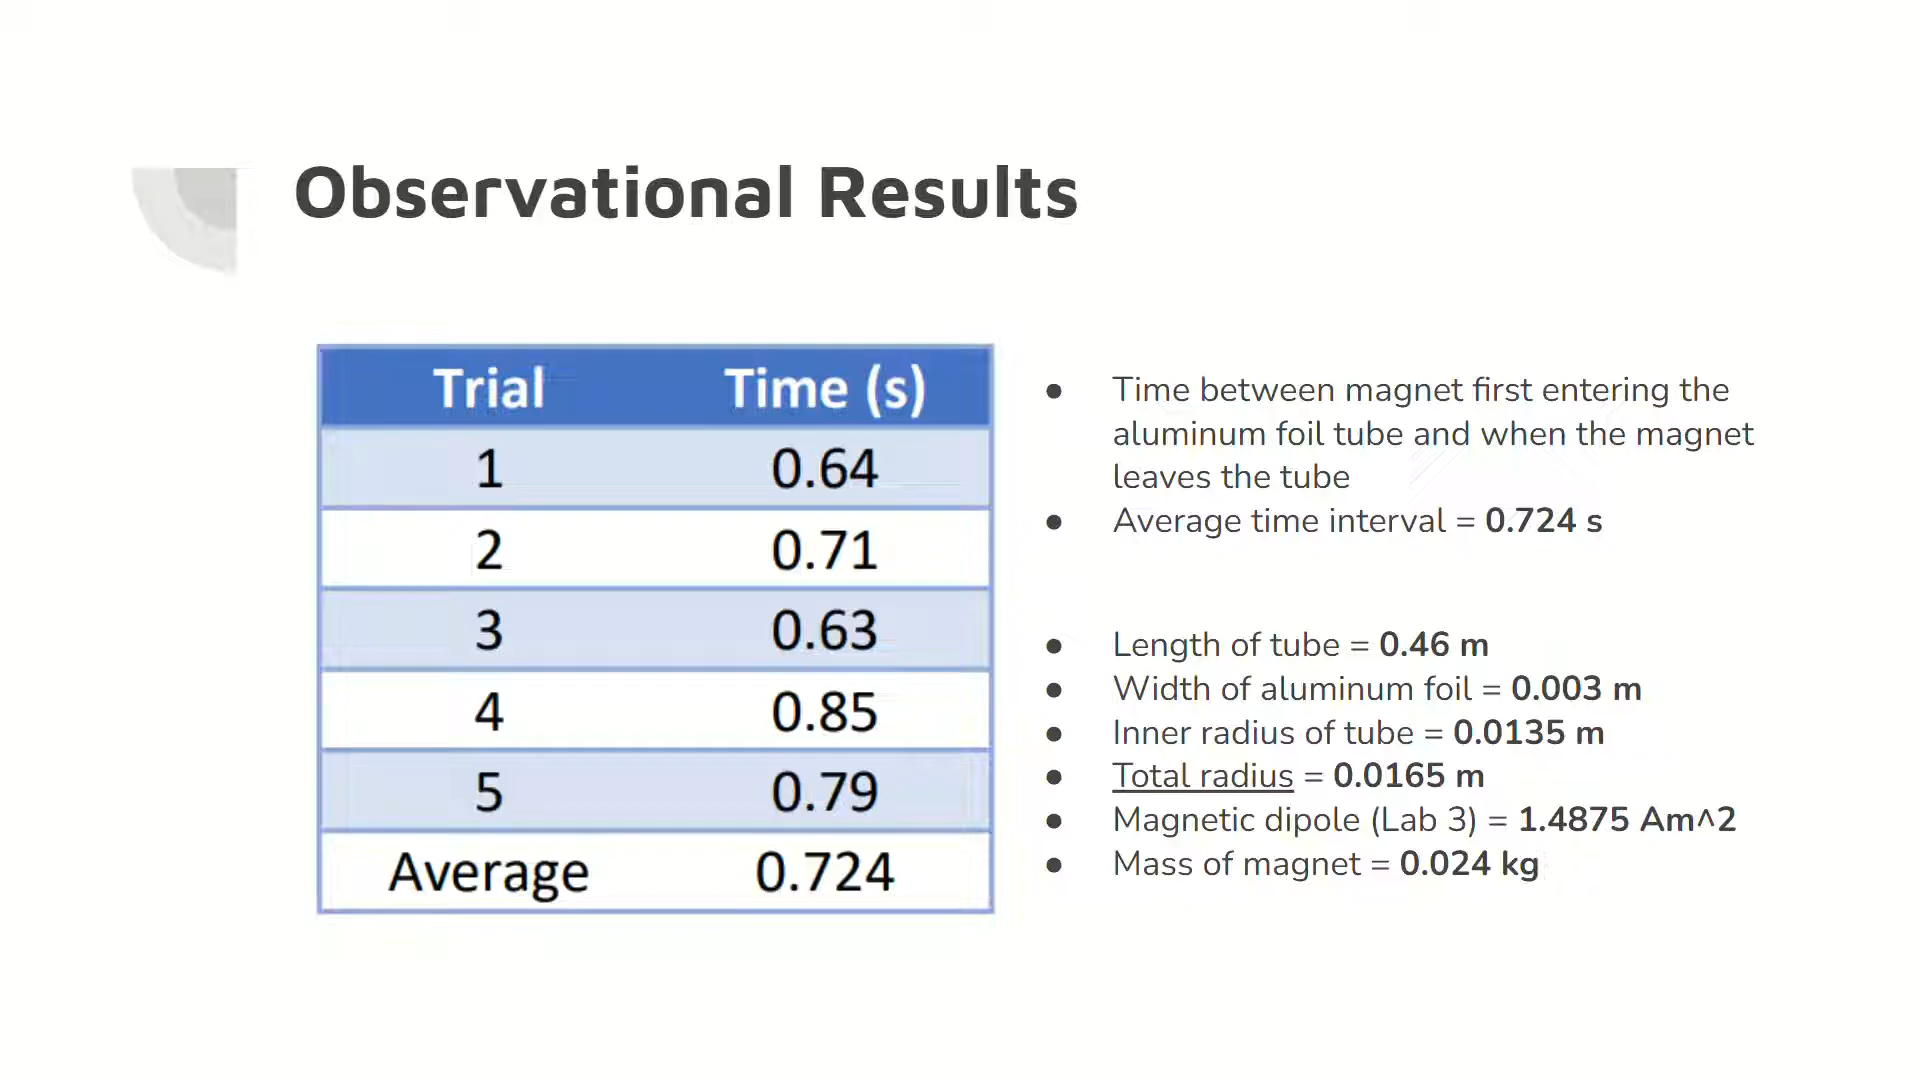 Observational Results
Trial Time (s)
1 0.64
2 0.71
3 0.63
4 0.85
5 0.79
Average 0.724
● Time between magnet first entering the
aluminum foil tube and when the magnet
leaves the tube
● Average time interval = 0.724 s
● Length of tube = 0.46 m
● Width of aluminum foil = 0.003 m
● Inner radius of tube = 0.0135 m
● Total radius = 0.0165 m
● Magnetic dipole (Lab 3) = 1.4875 Am^2
● Mass of magnet = 0.024 kg